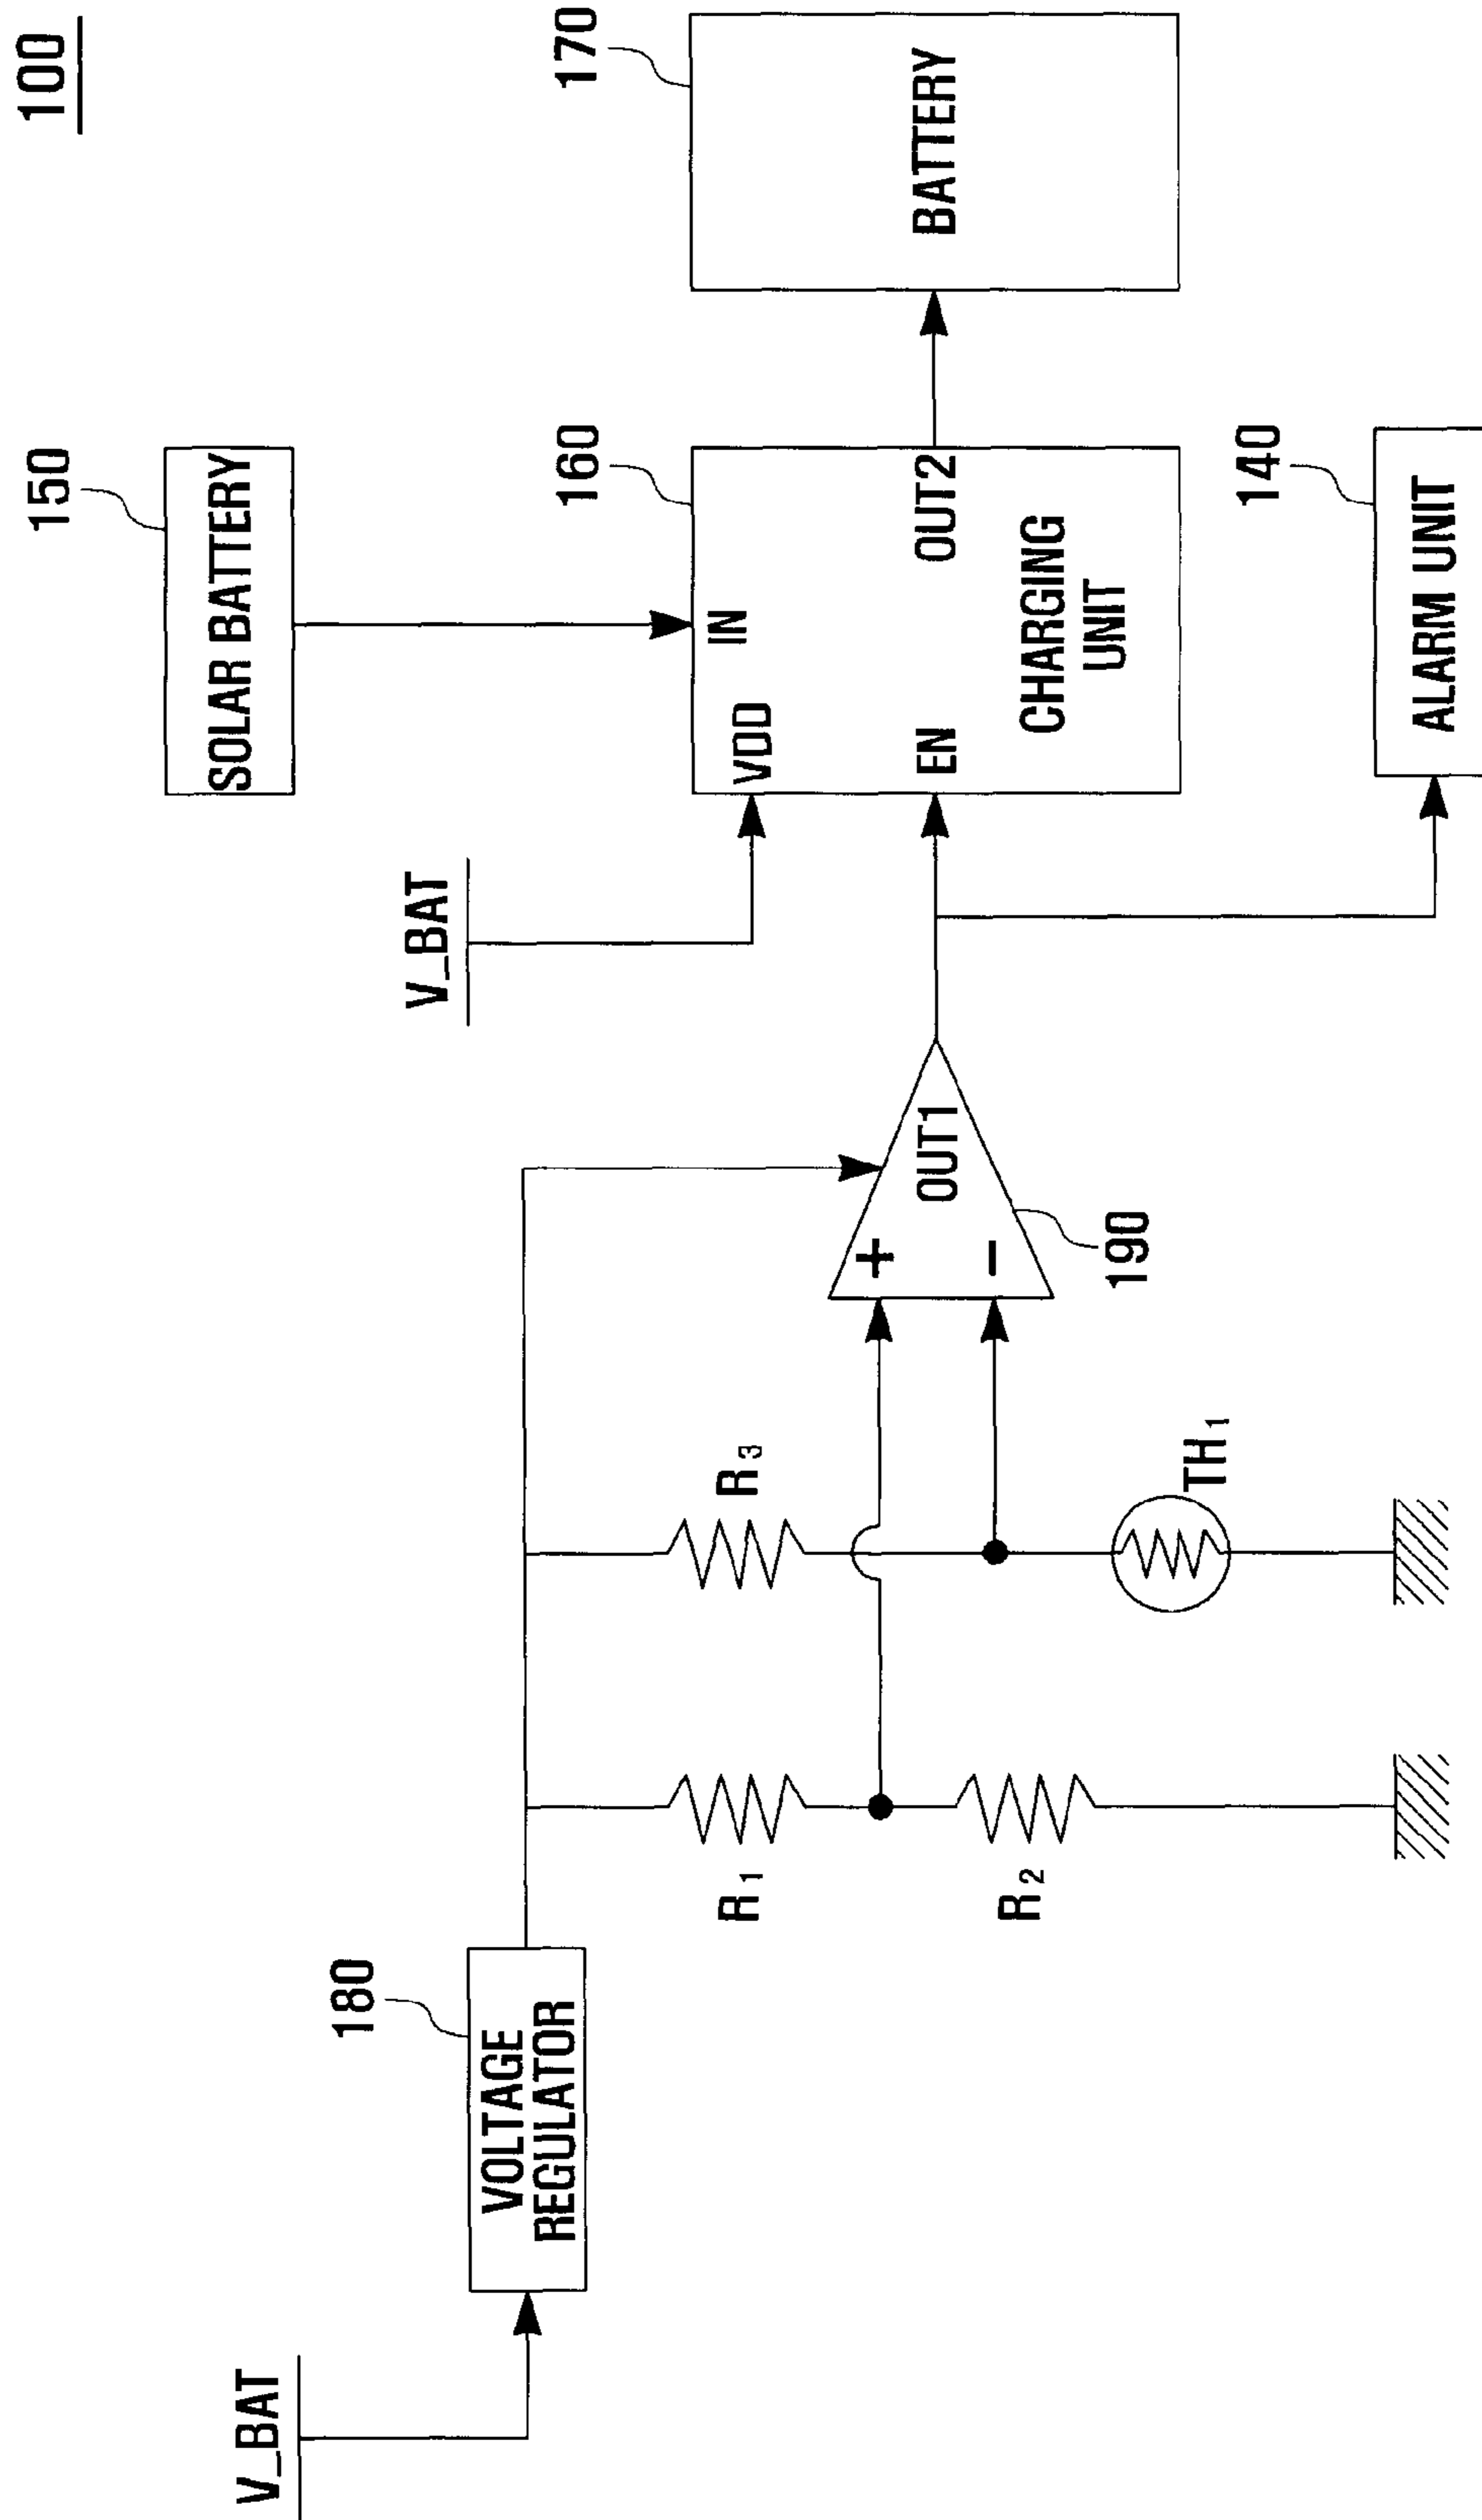 100
150
SOLAR BATTERY
V_BAT
180
VOLTAGE
REGULATOR
V_BAT
160
VDD
IN
EN
OUT2
CHARGING
UNIT
170
BATTERY
R1
R2
R3
TH1
+
−
OUT1
190
140
ALARM UNIT